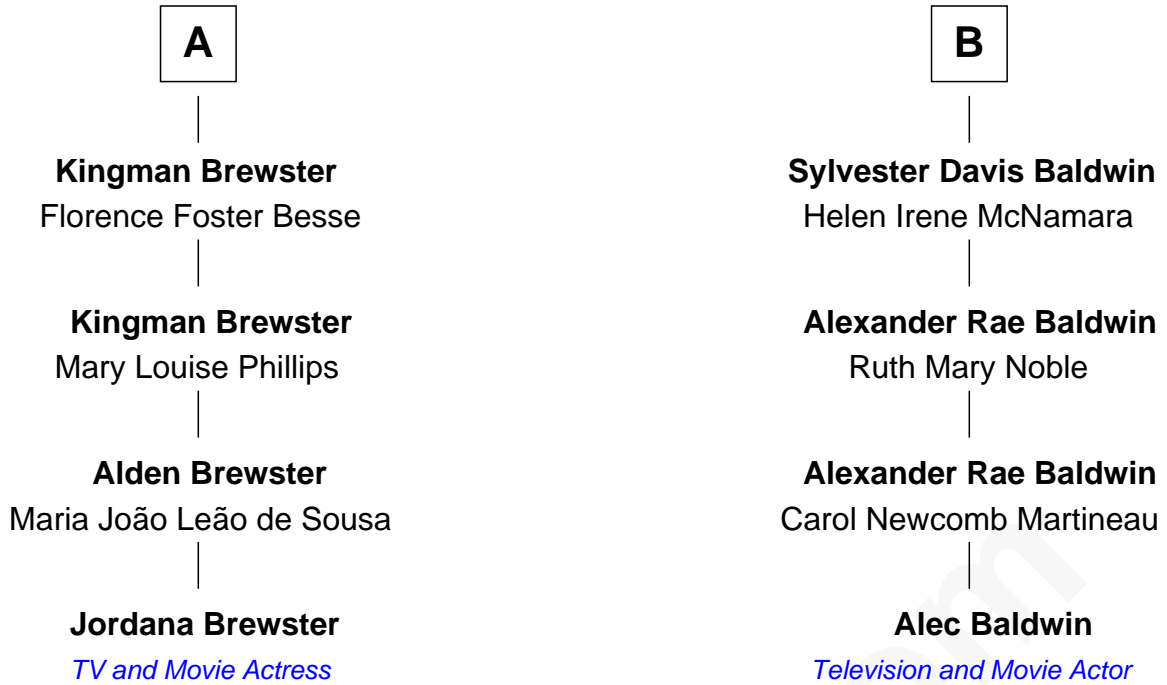 A
Kingman Brewster
Florence Foster Besse
Kingman Brewster
Mary Louise Phillips
Alden Brewster
Maria João Leão de Sousa
Jordana Brewster
TV and Movie Actress
B
Sylvester Davis Baldwin
Helen Irene McNamara
Alexander Rae Baldwin
Ruth Mary Noble
Alexander Rae Baldwin
Carol Newcomb Martineau
Alec Baldwin
Television and Movie Actor